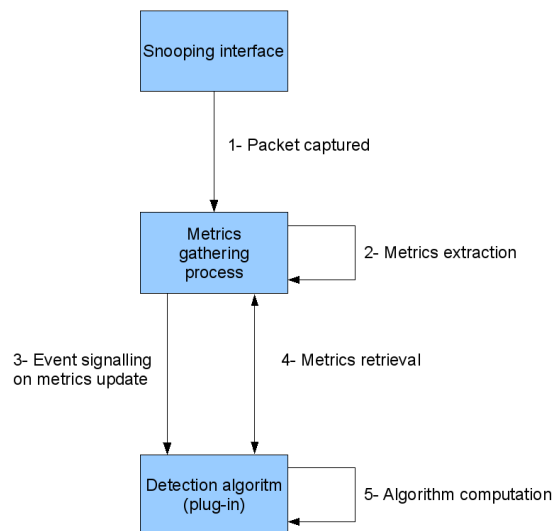 Snooping interface
1- Packet captured
Metrics
gathering
process
2- Metrics extraction
3- Event signalling
on metrics update
4- Metrics retrieval
Detection algoritm
(plug-in)
5- Algorithm computation